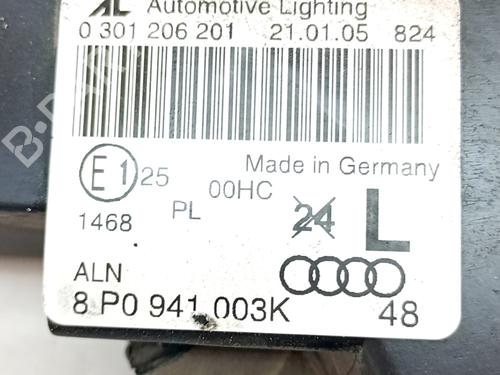 AL Automotive Lighting
0 301 206 201 21.01.05 824
E1 25 00HC Made in Germany
1468 PL 24 L
ALN
8 P0 941 003K 48